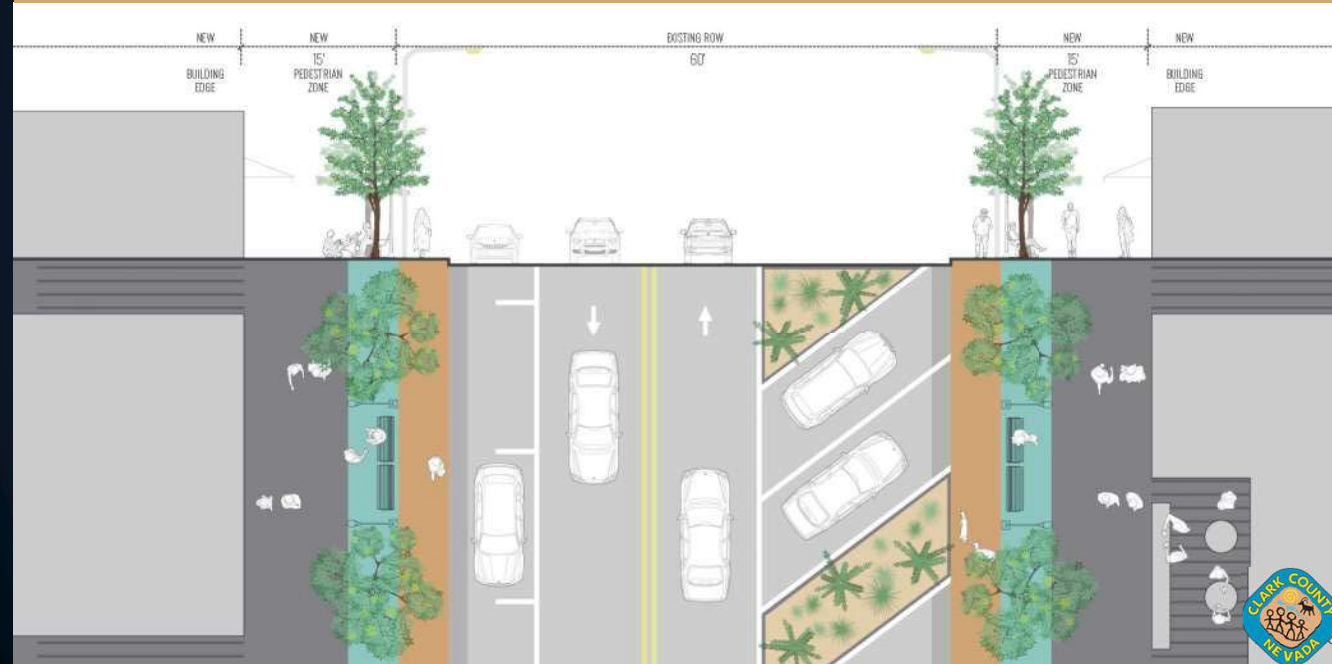 NEW
NEW
EXISTING ROW
NEW
NEW
BUILDING
EDGE
15'
PEDESTRIAN
ZONE
60'
15'
PEDESTRIAN
ZONE
BUILDING
EDGE
CLARK COUNTY
NEVADA